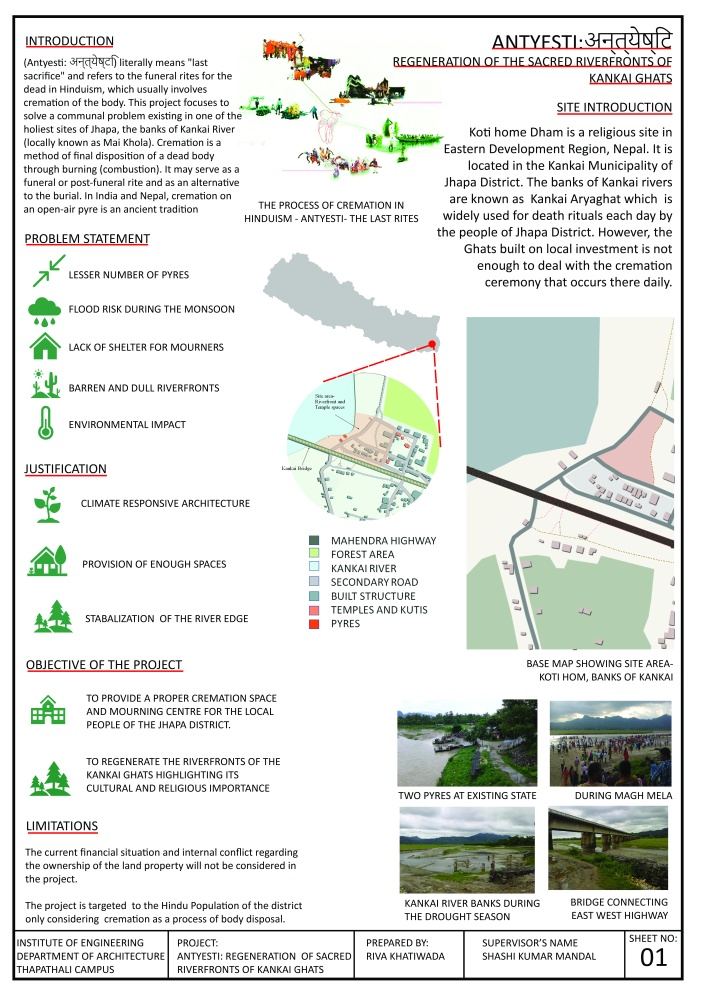 INTRODUCTION
(Antyesti: अन्त्येष्टि) literally means "last
sacrifice" and refers to the funeral rites for the
dead in Hinduism, which usually involves
cremation of the body. This project focuses to
solve a communal problem existing in one of the
holiest sites of Jhapa, the banks of Kankai River
(locally known as Mai Khola). Cremation is a
method of final disposition of a dead body
through burning (combustion). It may serve as a
funeral or post-funeral rite and as an alternative
to the burial. In India and Nepal, cremation on
an open-air pyre is an ancient tradition
THE PROCESS OF CREMATION IN
HINDUISM - ANTYESTI- THE LAST RITES
ANTYESTI:अन्त्येष्टि
REGENERATION OF THE SACRED RIVERFRONTS OF
KANKAI GHATS
SITE INTRODUCTION
Koti home Dham is a religious site in
Eastern Development Region, Nepal. It is
located in the Kankai Municipality of
Jhapa District. The banks of Kankai rivers
are known as Kankai Aryaghat which is
widely used for death rituals each day by
the people of Jhapa District. However, the
Ghats built on local investment is not
enough to deal with the cremation
ceremony that occurs there daily.
PROBLEM STATEMENT
LESSER NUMBER OF PYRES
FLOOD RISK DURING THE MONSOON
LACK OF SHELTER FOR MOURNERS
BARREN AND DULL RIVERFRONTS
ENVIRONMENTAL IMPACT
JUSTIFICATION
CLIMATE RESPONSIVE ARCHITECTURE
PROVISION OF ENOUGH SPACES
STABALIZATION OF THE RIVER EDGE
Site area-
Riverfront and
Temple spaces
Kankai Bridge
MAHENDRA HIGHWAY
FOREST AREA
KANKAI RIVER
SECONDARY ROAD
BUILT STRUCTURE
TEMPLES AND KUTIS
PYRES
BASE MAP SHOWING SITE AREA-
KOTI HOM, BANKS OF KANKAI
OBJECTIVE OF THE PROJECT
TO PROVIDE A PROPER CREMATION SPACE
AND MOURNING CENTRE FOR THE LOCAL
PEOPLE OF THE JHAPA DISTRICT.
TO REGENERATE THE RIVERFRONTS OF THE
KANKAI GHATS HIGHLIGHTING ITS
CULTURAL AND RELIGIOUS IMPORTANCE
LIMITATIONS
The current financial situation and internal conflict regarding
the ownership of the land property will not be considered in
the project.
The project is targeted to the Hindu Population of the district
only considering cremation as a process of body disposal.
TWO PYRES AT EXISTING STATE
DURING MAGH MELA
KANKAI RIVER BANKS DURING
THE DROUGHT SEASON
BRIDGE CONNECTING
EAST WEST HIGHWAY
INSTITUTE OF ENGINEERING
DEPARTMENT OF ARCHITECTURE
THAPATHALI CAMPUS
PROJECT:
ANTYESTI: REGENERATION OF SACRED
RIVERFRONTS OF KANKAI GHATS
PREPARED BY:
RIVA KHATIWADA
SUPERVISOR'S NAME
SHASHI KUMAR MANDAL
SHEET NO:
01